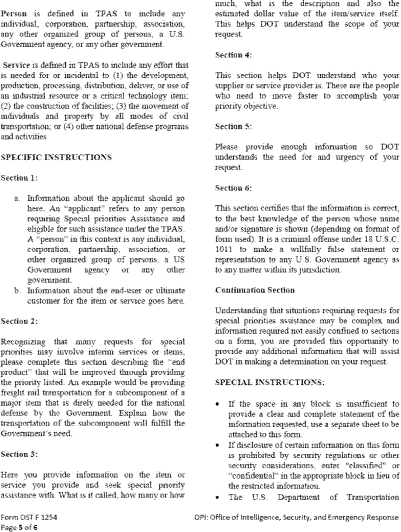 Person is defined in TPAS to include any
individual, corporation, partnership, association,
any other organized group of persons, a U.S.
Government agency, or any other government.
Service is defined in TPAS to include any effort that
is needed for or incidental to (1) the development,
production, processing, distribution, deliver, or use of
an industrial resource or a critical technology item;
(2) the construction of facilities; (3) the movement of
individuals and property by all modes of civil
transportation; or (4) other national defense programs
and activities
SPECIFIC INSTRUCTIONS
Section 1:
a. Information about the applicant should go
here. An “applicant” refers to any person
requiring Special priorities Assistance and
eligible for such assistance under the TPAS.
A “person” in this context is any individual,
corporation, partnership, association, or
other organized group of persons, a US
Government agency or any other
government.
b. Information about the end-user or ultimate
customer for the item or service goes here.
Section 2:
Recognizing that many requests for special
priorities may involve interim services or items,
please complete this section describing the “end
product” that will be improved through providing
the priority listed. An example would be providing
freight rail transportation for a subcomponent of a
major item that is direly needed for the national
defense by the Government. Explain how the
transportation of the subcomponent will fulfill the
Government's need.
Section 3:
Here you provide information on the item or
service you provide and seek special priority
assistance with. What is it called, how many or how
much, what is the description and also the
estimated dollar value of the item/service itself.
This helps DOT understand the scope of your
request.
Section 4:
This section helps DOT understand who your
supplier or service provider is. These are the people
who need to move faster to accomplish your
priority objective.
Section 5:
Please provide enough information so DOT
understands the need for and urgency of your
request.
Section 6:
This section certifies that the information is correct,
to the best knowledge of the person whose name
and/or signature is shown (depending on format of
form used). It is a criminal offense under 18 U.S.C.
1011 to make a willfully false statement or
representation to any U.S. Government agency as
to any matter within its jurisdiction.
Continuation Section
Understanding that situations requiring requests for
special priorities assistance may be complex and
information required not easily confined to sections
on a form, you are provided this opportunity to
provide any additional information that will assist
DOT in making a determination on your request.
SPECIAL INSTRUCTIONS:
• If the space in any block is insufficient to
provide a clear and complete statement of the
information requested, use a separate sheet to be
attached to this form.
• If disclosure of certain information on this form
is prohibited by security regulations or other
security considerations, enter “classified” or
“confidential” in the appropriate block in lieu of
the restricted information.
• The U.S. Department of Transportation
Form OST F 1254
OPI: Office of Intelligence, Security, and Emergency Response
Page 5 of 6